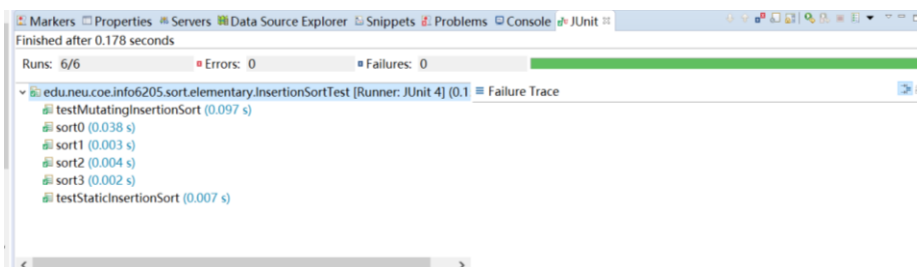 Markers Properties Servers Data Source Explorer Snippets Problems Console JUnit
Finished after 0.178 seconds
Runs: 6/6 Errors: 0 Failures: 0
edu.neu.coe.info6205.sort.elementary.InsertionSortTest [Runner: JUnit 4] (0.1 Failure Trace
testMutatingInsertionSort (0.097 s)
sort0 (0.038 s)
sort1 (0.003 s)
sort2 (0.004 s)
sort3 (0.002 s)
testStaticInsertionSort (0.007 s)